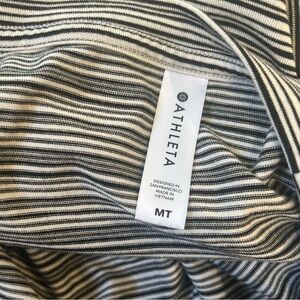 ATHLETA
DESIGNED IN
SAN FRANCISCO
MADE IN
VIETNAM
MT